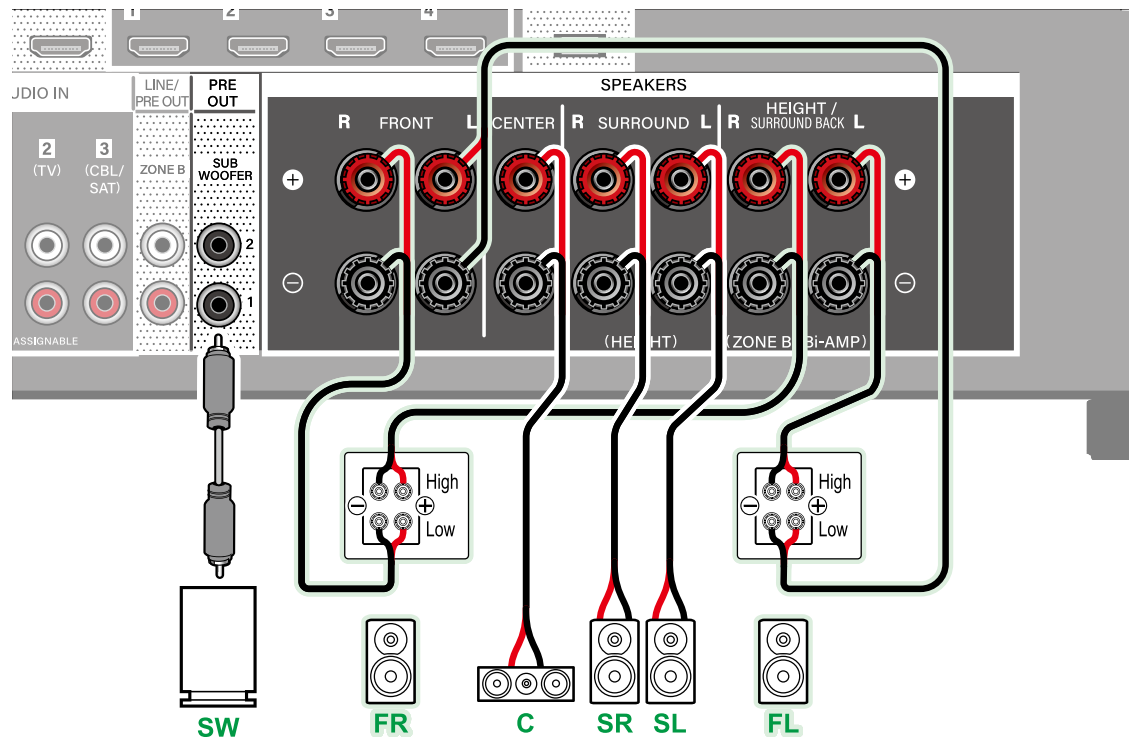 1 2 3 4
UDIO IN
LINE/
PRE OUT
PRE
OUT
SPEAKERS
R FRONT L
CENTER
R SURROUND L
HEIGHT /
R SURROUND BACK L
2
(TV)
3
(CBL/
SAT)
ZONE B
SUB
WOOFER
2
1
ASSIGNABLE
(HEIGHT)
(ZONE B/Bi-AMP)
High
Low
High
Low
SW
FR
C
SR
SL
FL